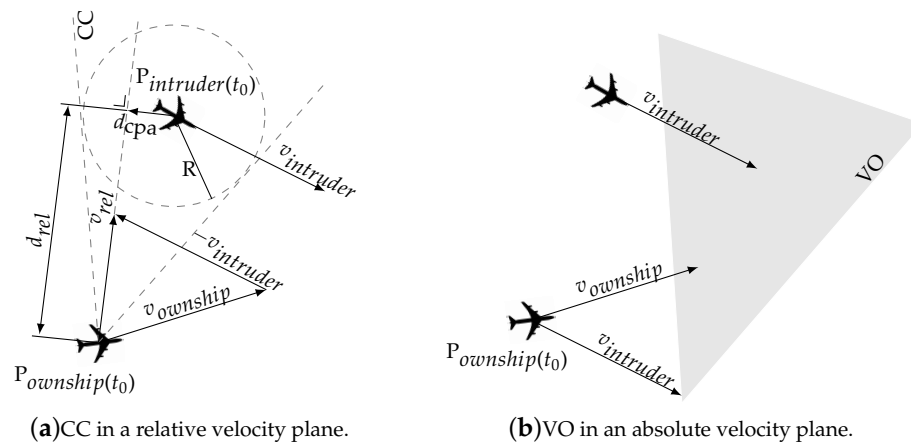 CC
P_intruder(t_0)
d_cpa
R
v_intruder
d_rel
v_rel
−v_intruder
v_ownship
P_ownship(t_0)
(a)CC in a relative velocity plane.
v_intruder
VO
v_ownship
P_ownship(t_0)
v_intruder
(b)VO in an absolute velocity plane.